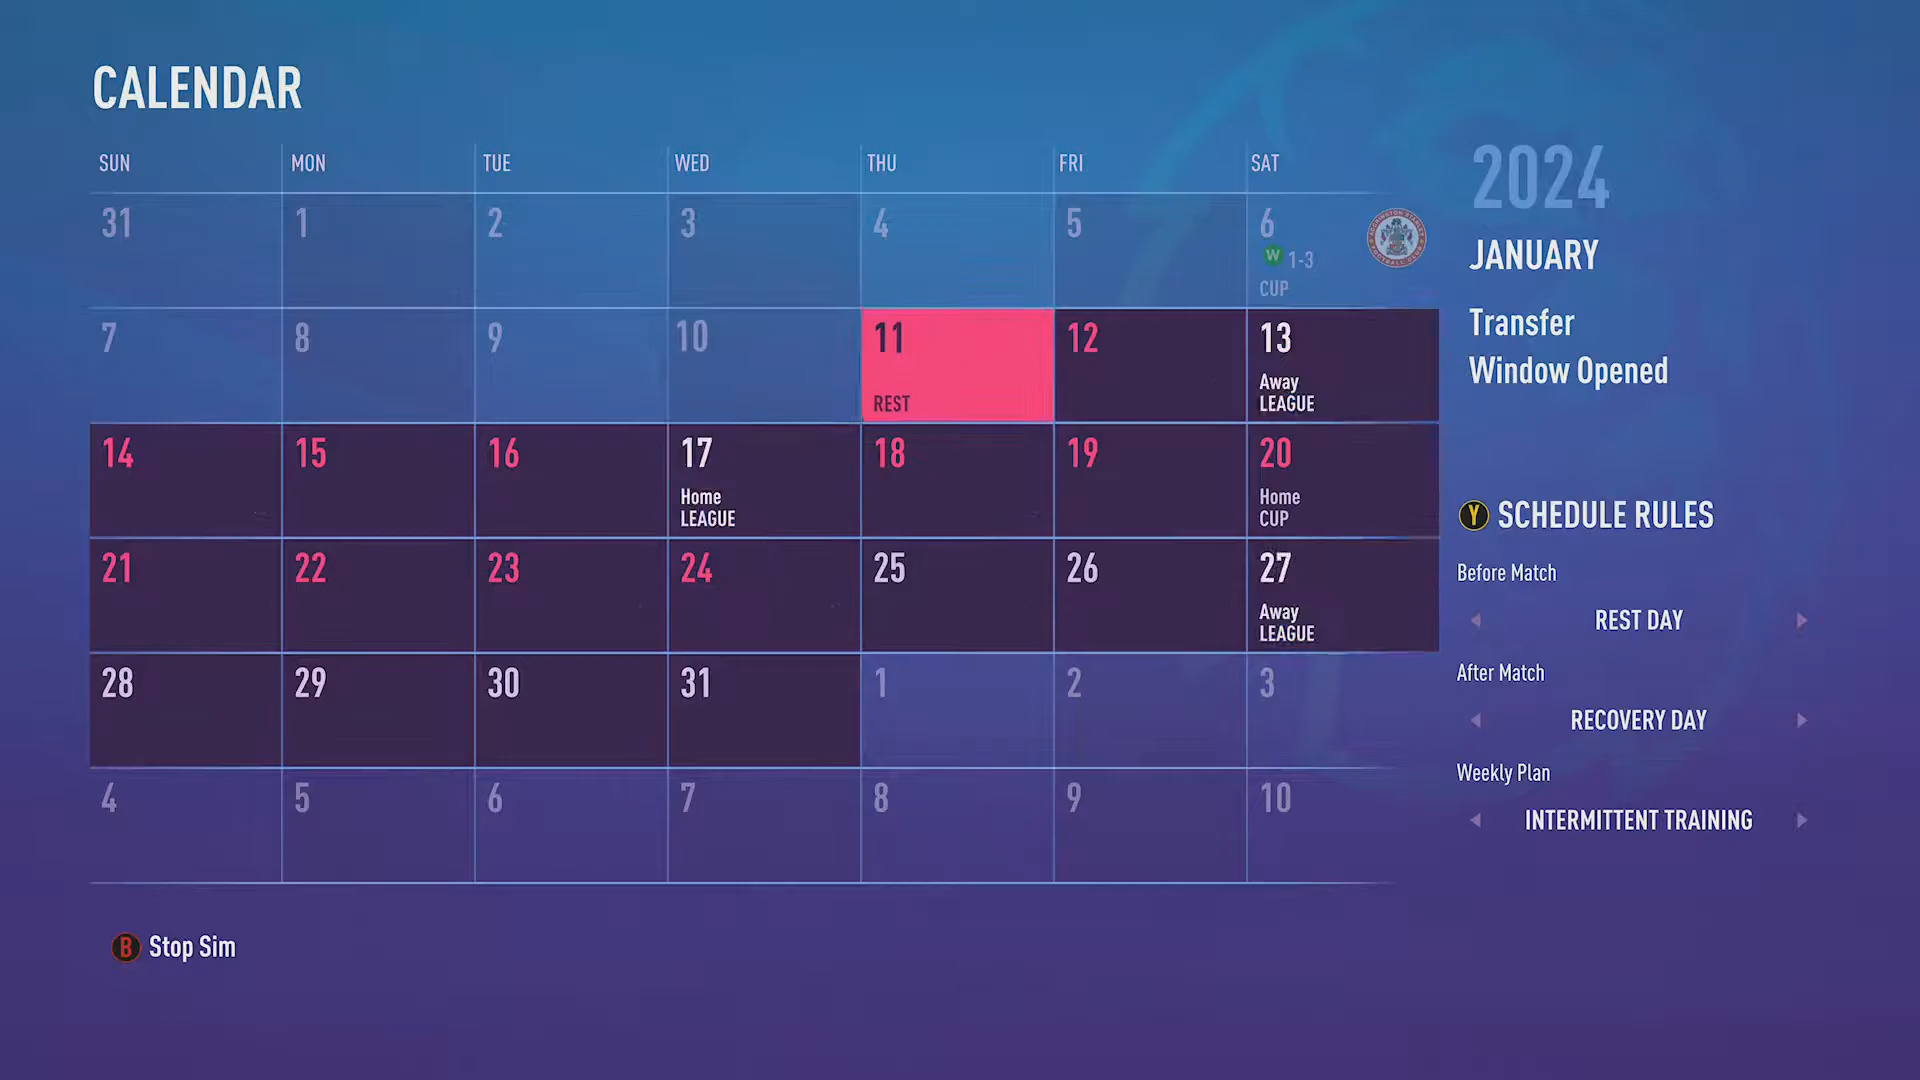 CALENDAR
SUN MON TUE WED THU FRI SAT
31 1 2 3 4 5 6
W 1-3
CUP
7 8 9 10 11 12 13
REST
Away
LEAGUE
14 15 16 17 18 19 20
Home
LEAGUE
Home
CUP
21 22 23 24 25 26 27
Away
LEAGUE
28 29 30 31 1 2 3
4 5 6 7 8 9 10
2024
JANUARY
Transfer
Window Opened
Y SCHEDULE RULES
Before Match
REST DAY
After Match
RECOVERY DAY
Weekly Plan
INTERMITTENT TRAINING
B Stop Sim